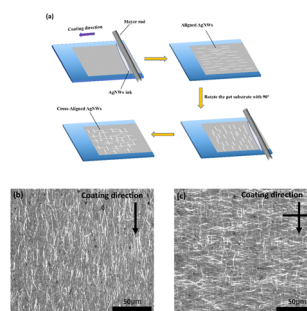 (a)
Mayer rod
Coating direction
Aligned AgNWs
AgNWs ink
Rotate the pet substrate with 90°
Cross-Aligned AgNWs
(b)
Coating direction
50μm
(c)
Coating direction
50μm